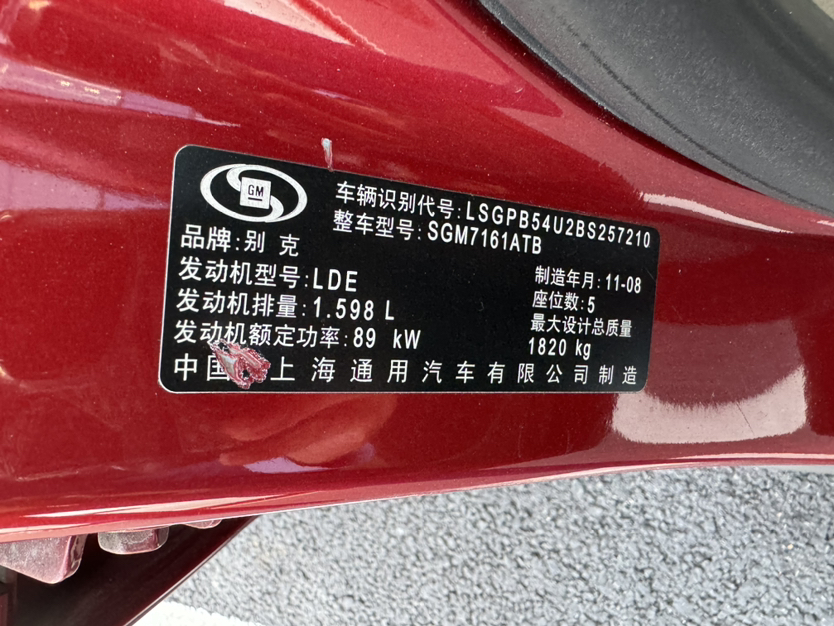 GM
车辆识别代号:LSGPB54U2BS257210
整车型号:SGM7161ATB
品牌:别 克
发动机型号:LDE
制造年月:11-08
发动机排量:1.598 L
座位数:5
发动机额定功率:89 kW
最大设计总质量
1820 kg
中国 上海通用汽车有限公司制造